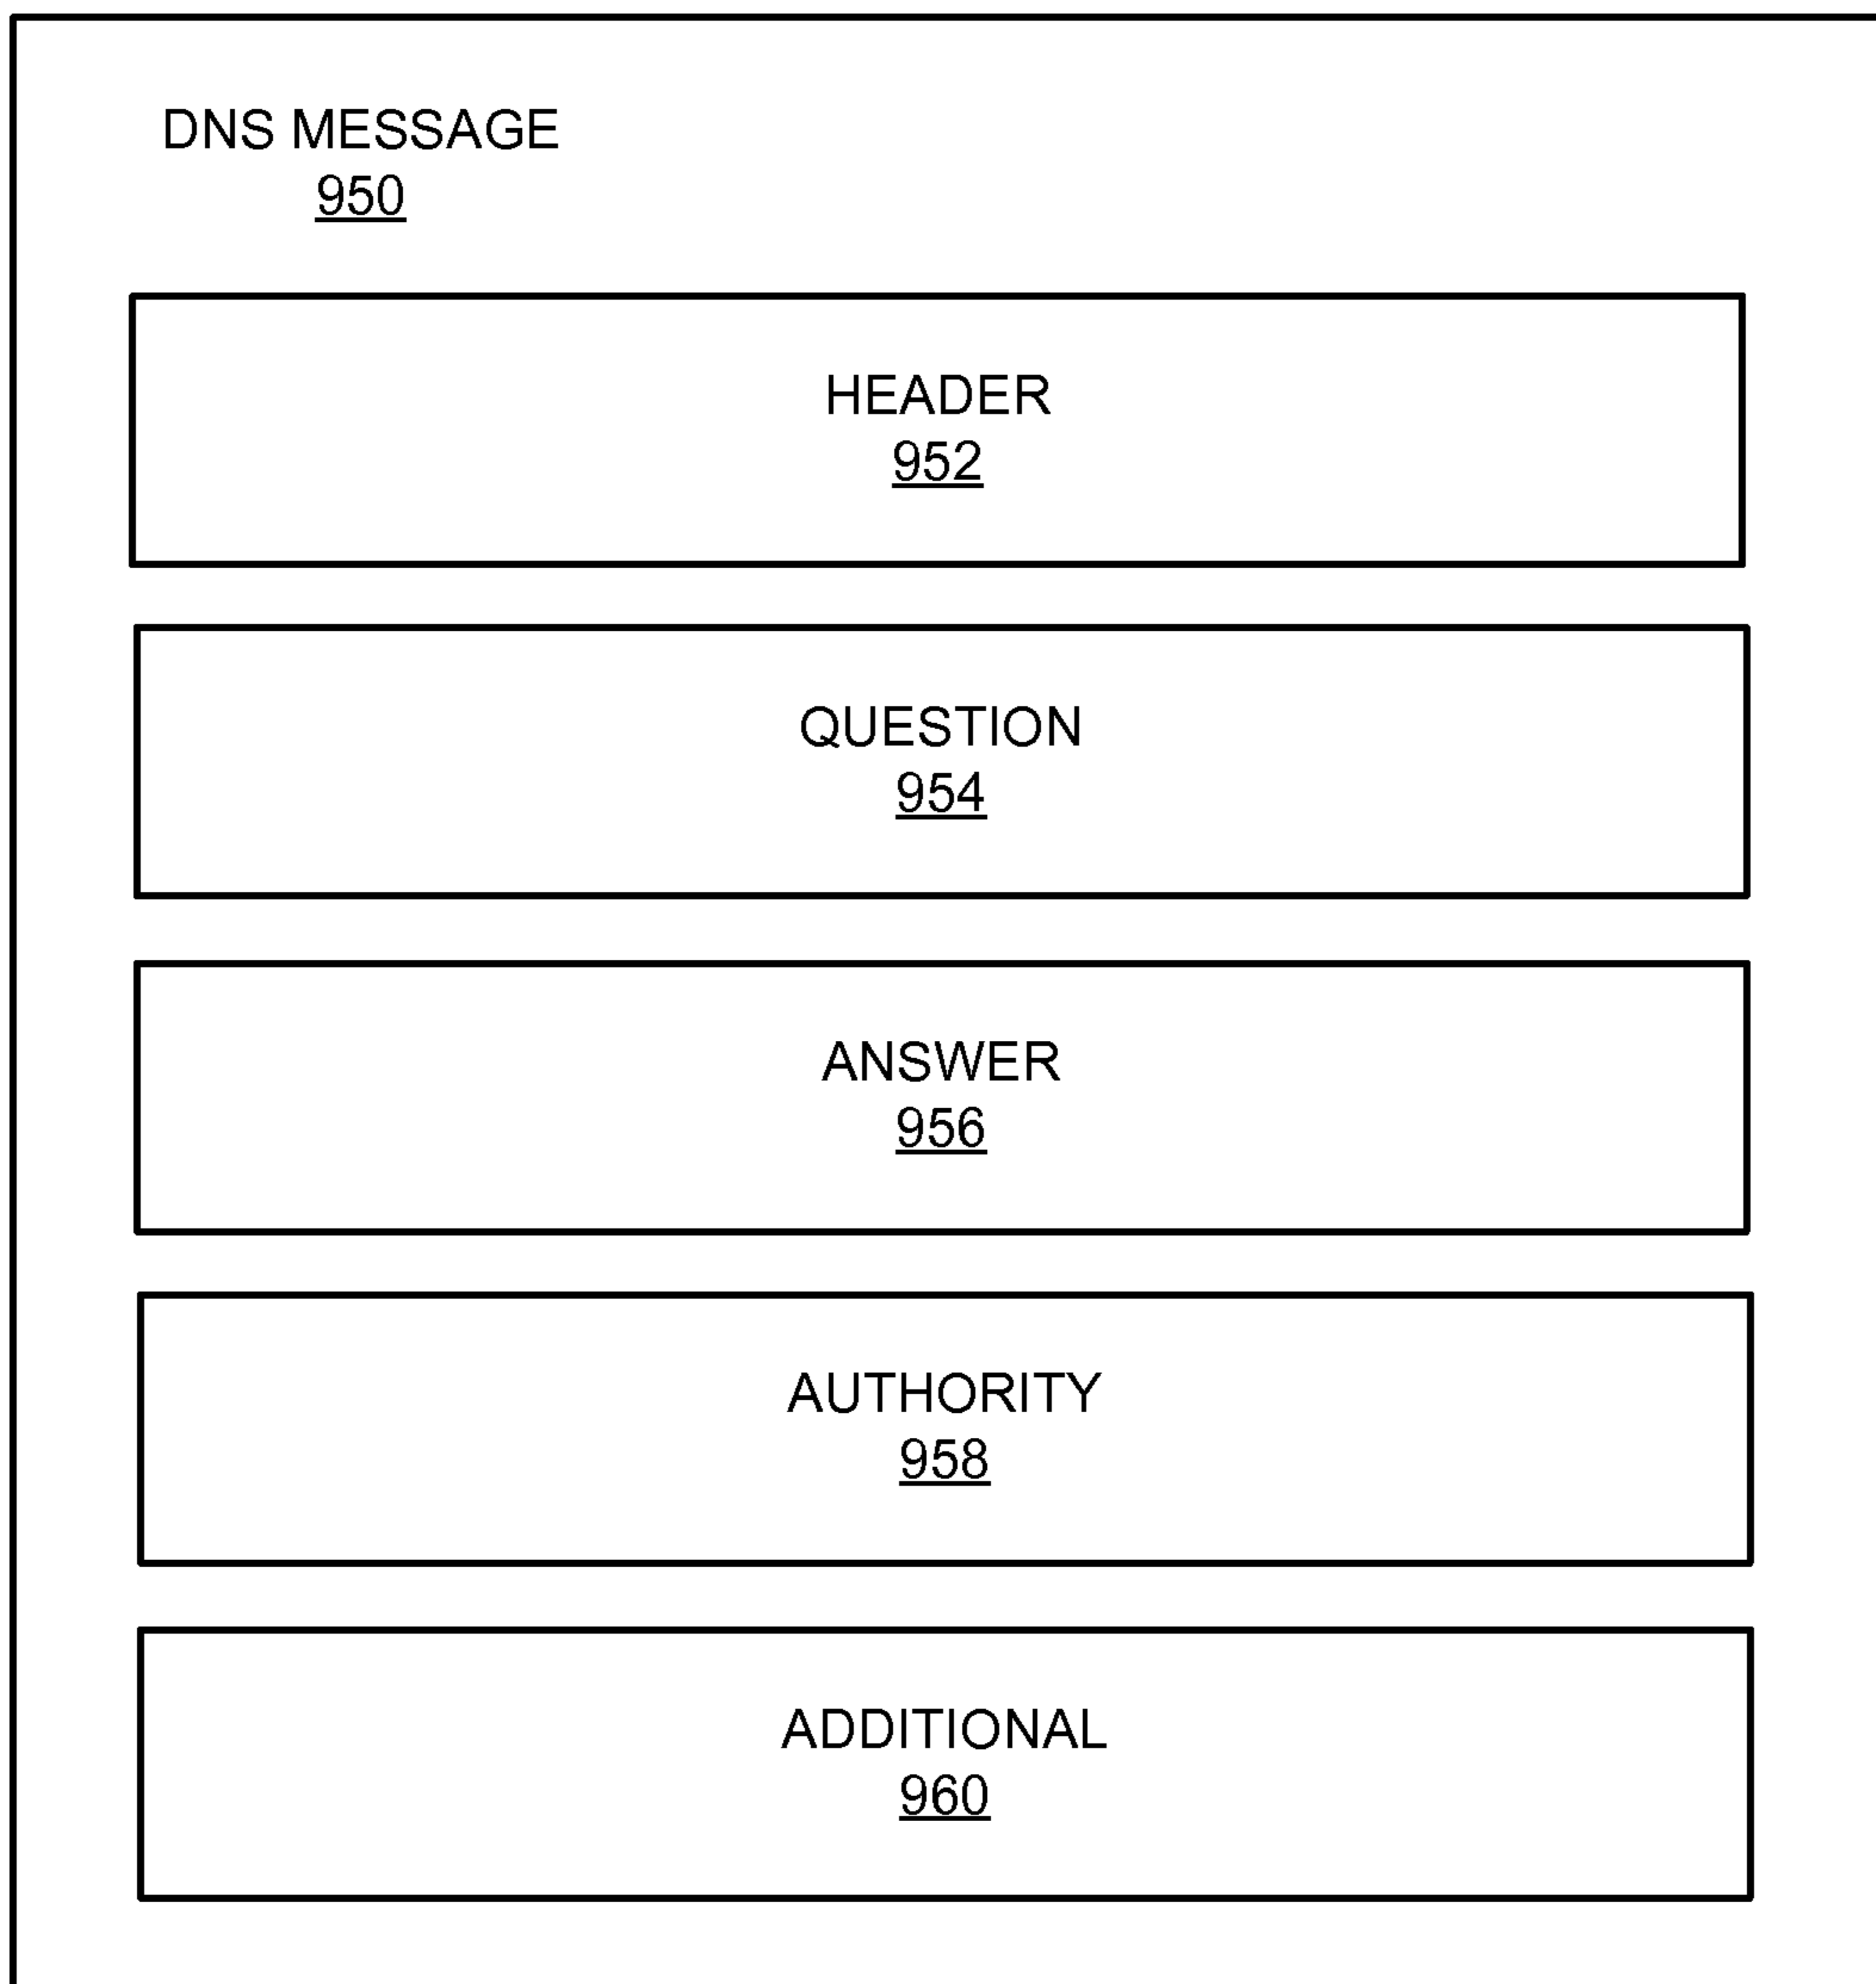 DNS MESSAGE
950
HEADER
952
QUESTION
954
ANSWER
956
AUTHORITY
958
ADDITIONAL
960